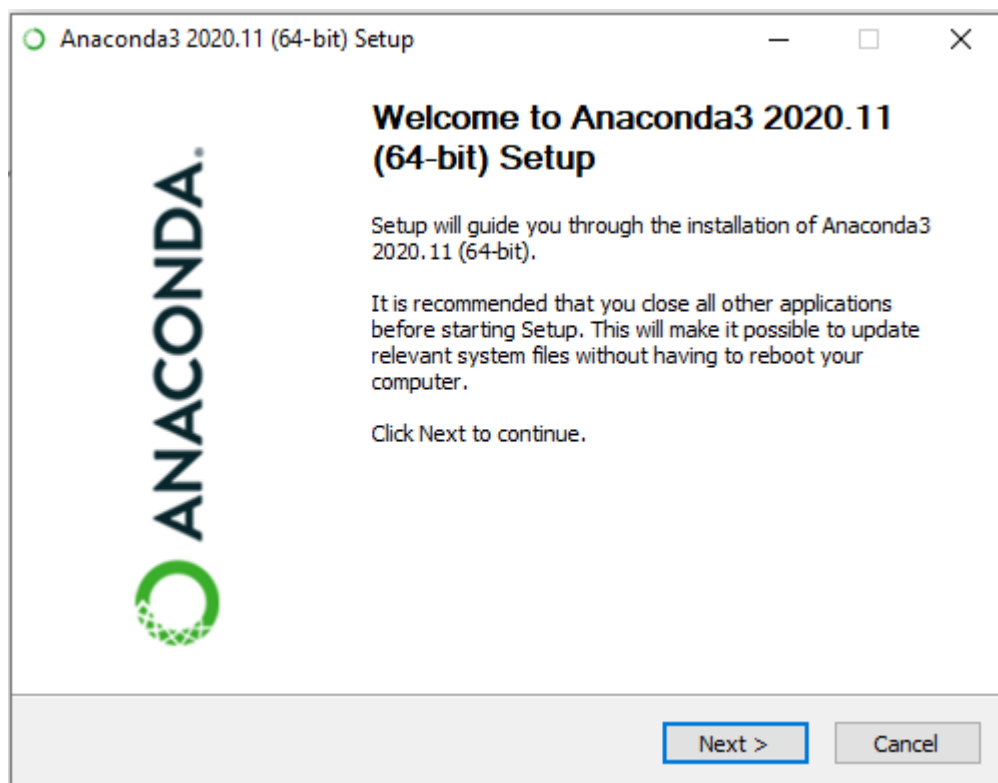 Anaconda3 2020.11 (64-bit) Setup
Welcome to Anaconda3 2020.11
(64-bit) Setup
Setup will guide you through the installation of Anaconda3
2020.11 (64-bit).
It is recommended that you close all other applications
before starting Setup. This will make it possible to update
relevant system files without having to reboot your
computer.
Click Next to continue.
ANACONDA.
Next >
Cancel